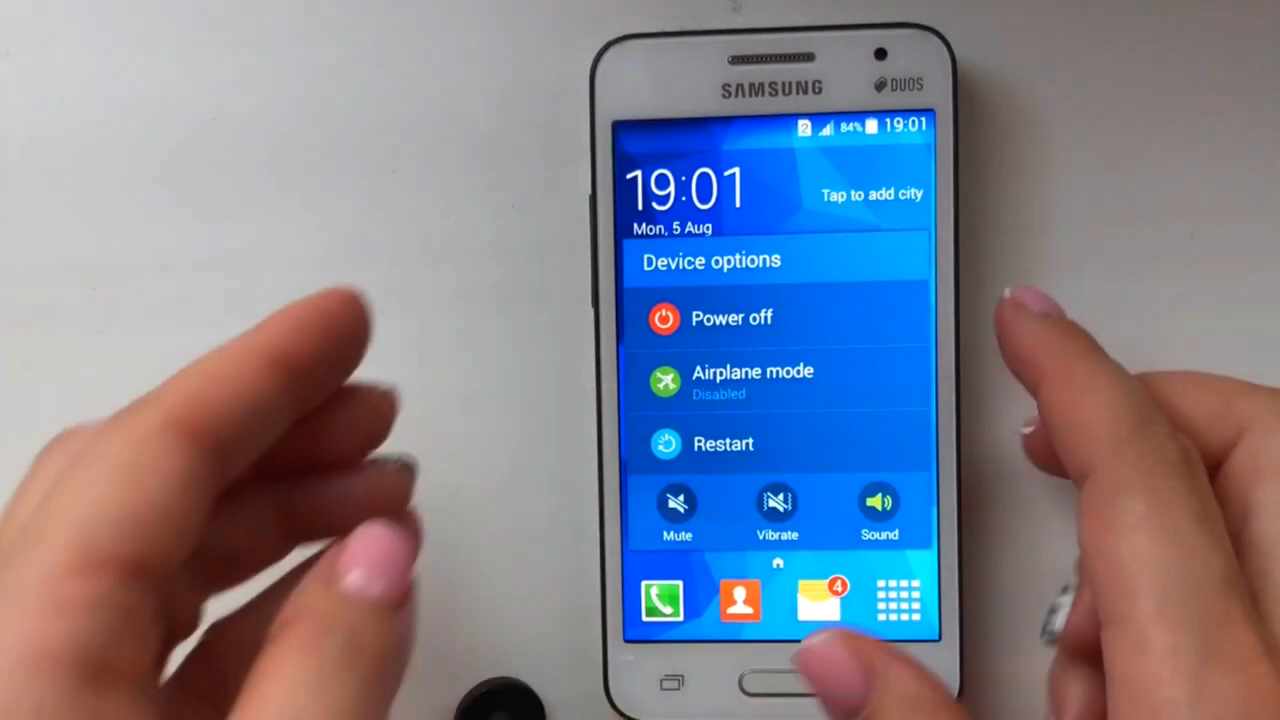 SAMSUNG
DUOS
2 84% 19:01
19:01
Tap to add city
Mon, 5 Aug
Device options
Power off
Airplane mode
Disabled
Restart
Mute Vibrate Sound
4